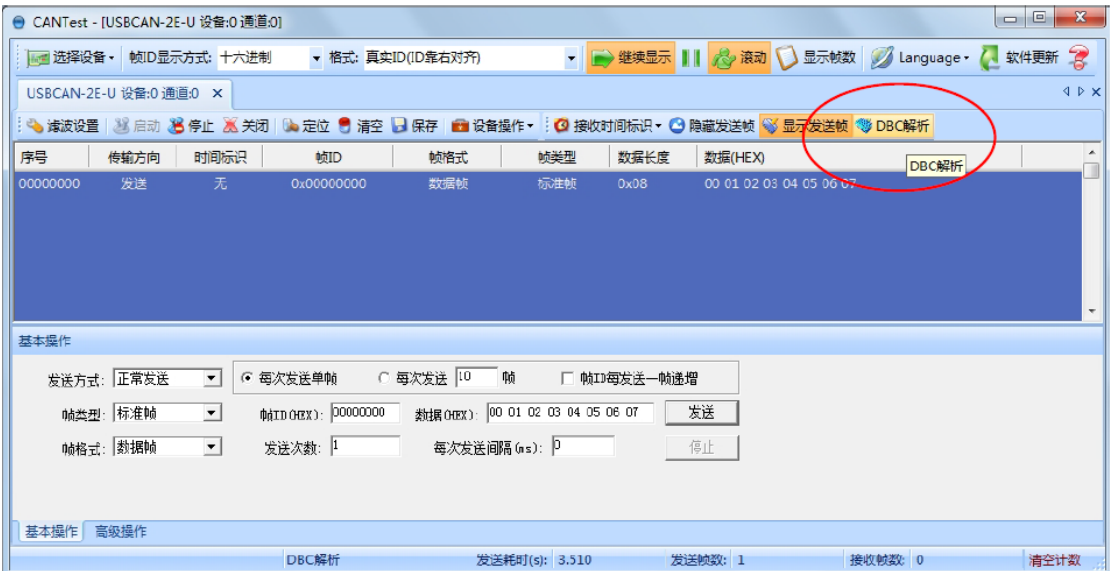 CANTest - [USBCAN-2E-U 设备:0 通道:0]
选择设备 帧ID显示方式: 十六进制 格式: 真实ID(ID靠右对齐) 继续显示 滚动 显示帧数 Language 软件更新
USBCAN-2E-U 设备:0 通道:0
滤波设置 启动 停止 关闭 定位 清空 保存 设备操作 接收时间标识 隐藏发送帧 显示发送帧 DBC解析
序号 传输方向 时间标识 帧ID 帧格式 帧类型 数据长度 数据(HEX)
DBC解析
00000000 发送 无 0x00000000 数据帧 标准帧 0x08 00 01 02 03 04 05 06 07
基本操作
发送方式: 正常发送 每次发送单帧 每次发送 10 帧 帧ID每发送一帧递增
帧类型: 标准帧 帧ID(HEX): 00000000 数据(HEX): 00 01 02 03 04 05 06 07 发送
帧格式: 数据帧 发送次数: 1 每次发送间隔(ms): 0 停止
基本操作 高级操作
DBC解析 发送耗时(s): 3.510 发送帧数: 1 接收帧数: 0 清空计数